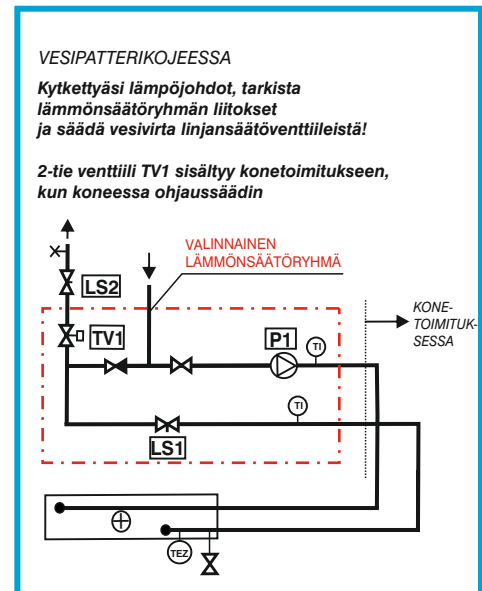 VESIPATTERIKOJEESSA
Kytkettyäsi lämpöjohdot, tarkista
lämmönsäätöryhmän liitokset
ja säädä vesivirta linjansäätöventtiileistä!
2-tie venttiili TV1 sisältyy konetoimitukseen,
kun koneessa ohjaussäädin
VALINNAINEN
LÄMMÖNSÄÄTÖRYHMÄ
LS2
KONE-
TOIMITUK-
SESSA
TV1
P1
TI
TI
LS1
TEZ